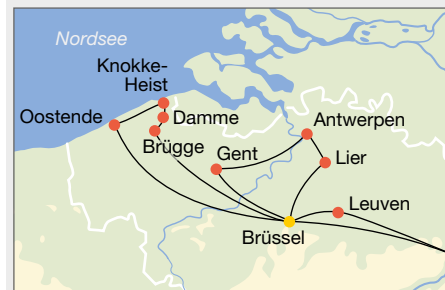 Nordsee
Knokke-
Heist
Oostende
Damme
Brügge
Antwerpen
Gent
Lier
Leuven
Brüssel